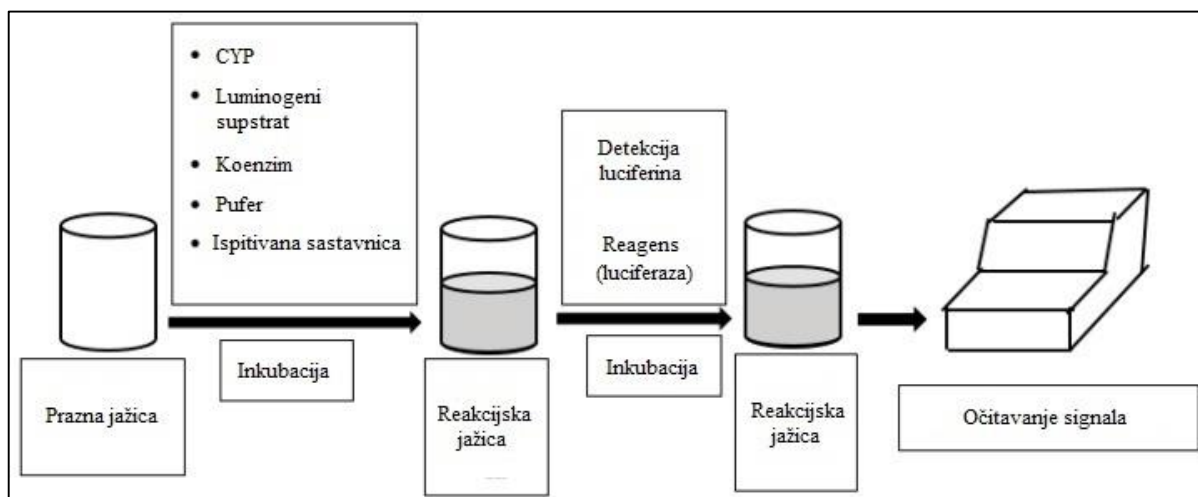 CYP
Luminogeni
supstrat
Koenzim
Pufer
Ispitivana sastavnica
Detekcija
luciferina
Reagens
(luciferaza)
Inkubacija
Inkubacija
Prazna jažica
Reakcijska
jažica
Reakcijska
jažica
Očitavanje signala